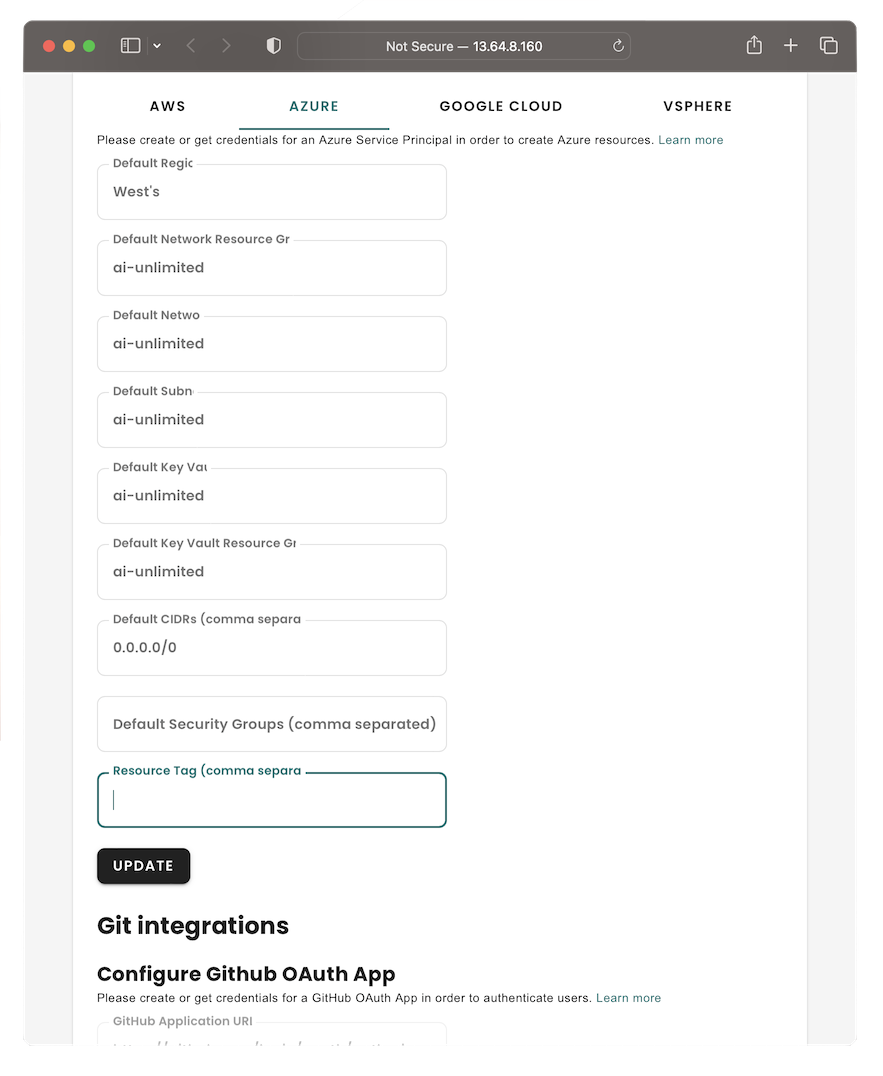 Not Secure — 13.64.8.160
AWS AZURE GOOGLE CLOUD VSPHERE
Please create or get credentials for an Azure Service Principal in order to create Azure resources. Learn more
Default Regic
West's
Default Network Resource Gr
ai-unlimited
Default Netwo
ai-unlimited
Default Subn
ai-unlimited
Default Key Vau
ai-unlimited
Default Key Vault Resource Gr
ai-unlimited
Default CIDRs (comma separa
0.0.0.0/0
Default Security Groups (comma separated)
Resource Tag (comma separa
UPDATE
Git integrations
Configure Github OAuth App
Please create or get credentials for a GitHub OAuth App in order to authenticate users. Learn more
GitHub Application URI